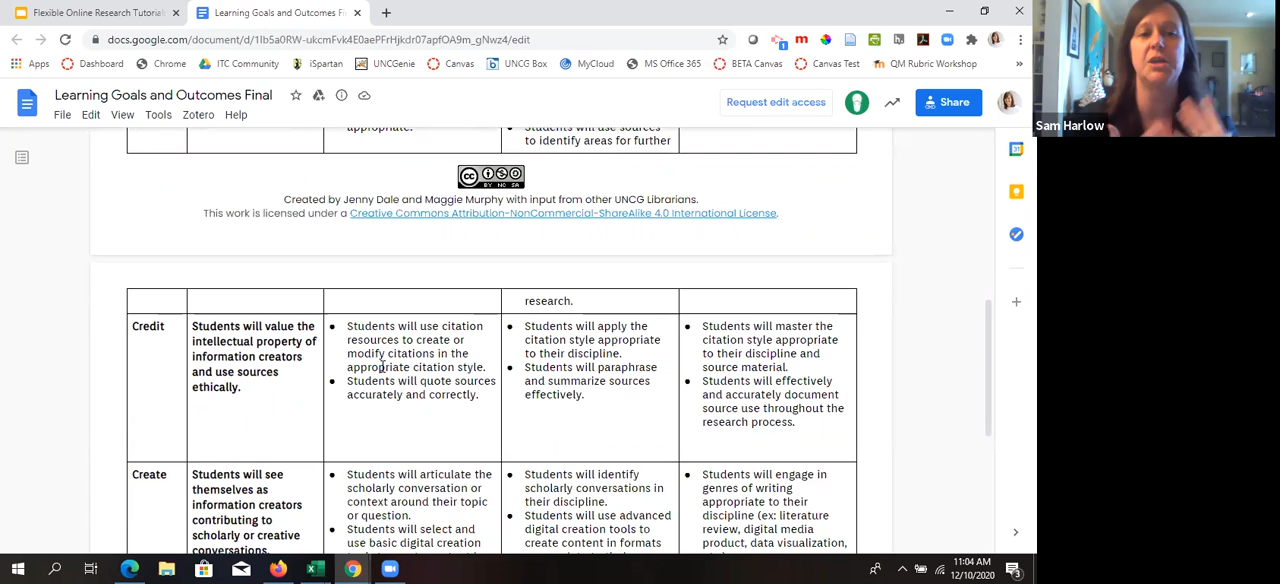 Flexible Online Research Tutorials
Learning Goals and Outcomes Fin
docs.google.com/document/d/1Ib5a0RW-ukcmFvk4E0aePFrHjkdr07apfOA9m_gNwz4/edit
Apps Dashboard Chrome ITC Community iSpartan UNCGenie Canvas UNCG Box MyCloud MS Office 365 BETA Canvas Canvas Test QM Rubric Workshop
Learning Goals and Outcomes Final
Request edit access
Share
File Edit View Tools Zotero Help
Sam Harlow
appropriate.
Students will use sources
to identify areas for further
CC BY NC SA
Created by Jenny Dale and Maggie Murphy with input from other UNCG Librarians.
This work is licensed under a Creative Commons Attribution-NonCommercial-ShareAlike 4.0 International License.
research.
Credit
Students will value the
intellectual property of
information creators
and use sources
ethically.
• Students will use citation
resources to create or
modify citations in the
appropriate citation style.
• Students will quote sources
accurately and correctly.
• Students will apply the
citation style appropriate
to their discipline.
• Students will paraphrase
and summarize sources
effectively.
• Students will master the
citation style appropriate
to their discipline and
source material.
• Students will effectively
and accurately document
source use throughout the
research process.
Create
Students will see
themselves as
information creators
contributing to
scholarly or creative
conversations.
• Students will articulate the
scholarly conversation or
context around their topic
or question.
• Students will select and
use basic digital creation
• Students will identify
scholarly conversations in
their discipline.
• Students will use advanced
digital creation tools to
create content in formats
• Students will engage in
genres of writing
appropriate to their
discipline (ex: literature
review, digital media
product, data visualization,
11:04 AM
12/10/2020